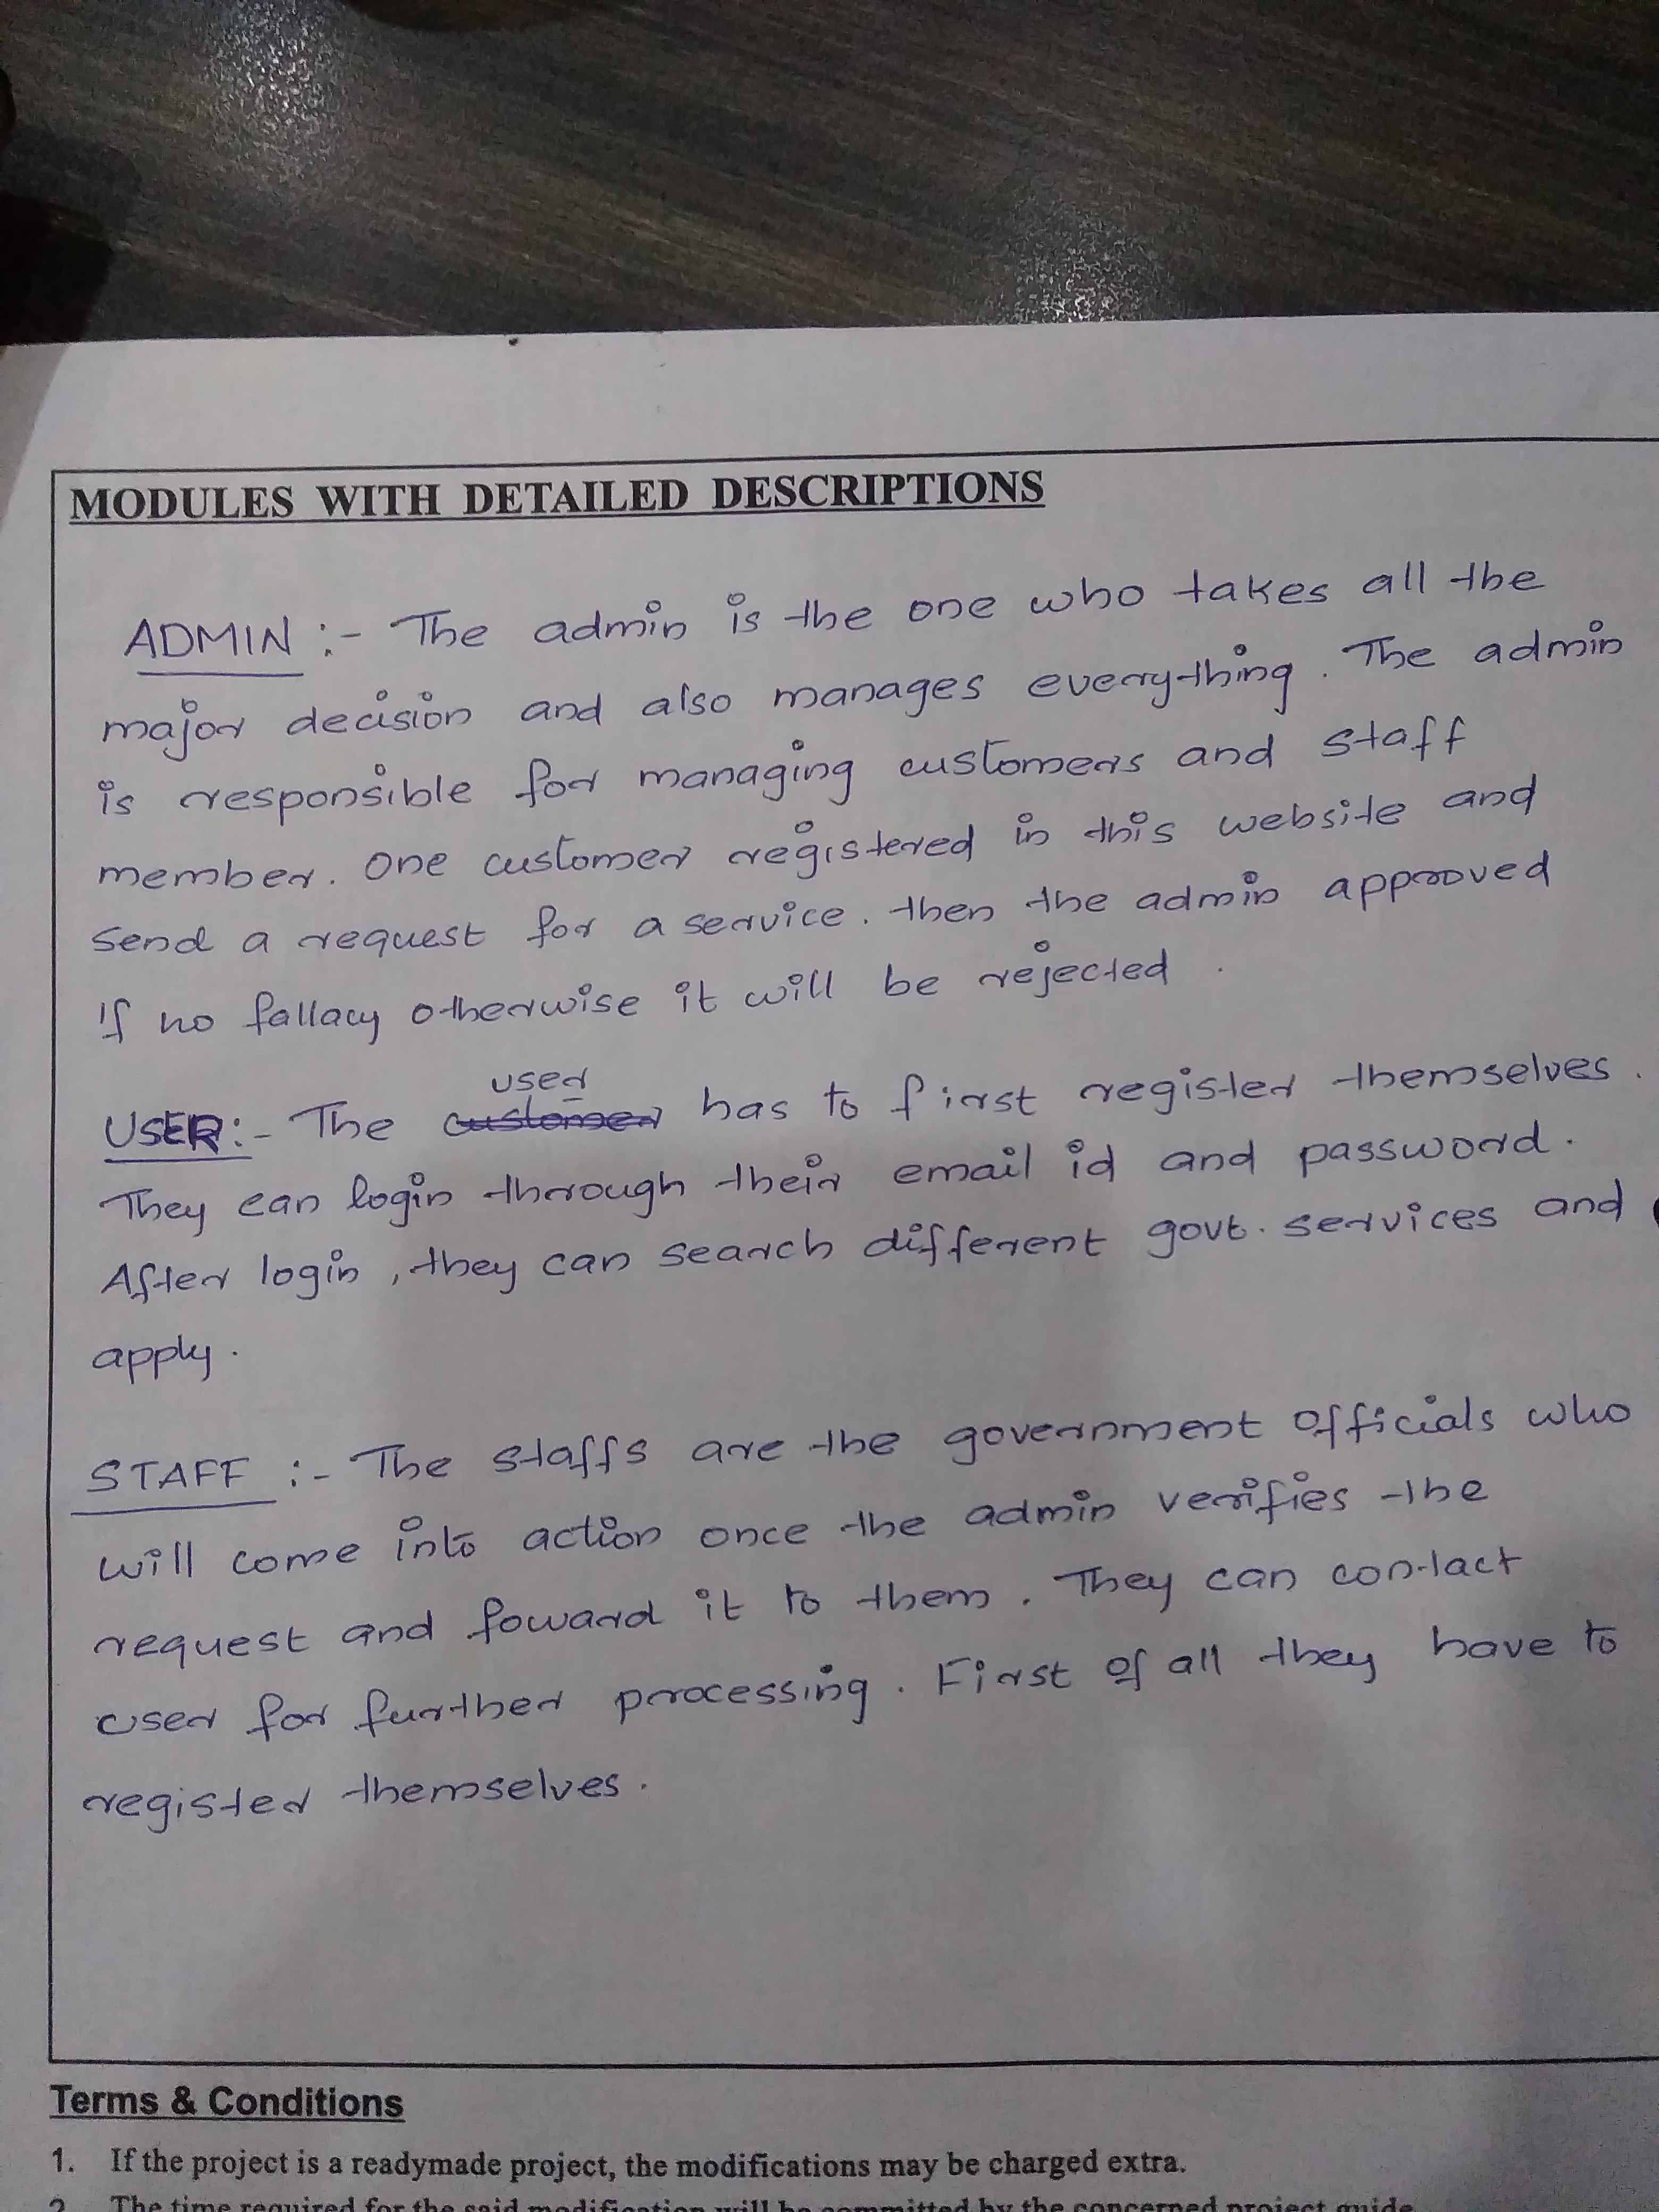 MODULES WITH DETAILED DESCRIPTIONS
ADMIN :- The admin is the one who takes all the
major decision and also manages everything. The admin
is responsible for managing customers and staff
member. One customer registered in this website and
Send a request for a service. then the admin approved
If no fallacy otherwise it will be rejected.
user
USER:- The customer has to first register themselves.
They can login through their email id and password.
After login, they can search different govt. services and
apply.
STAFF :- The staffs are the government officials who
will come into action once the admin verifies the
request and foward it to them. They can contact
user for further processing. First of all they have to
register themselves.
Terms & Conditions
1. If the project is a readymade project, the modifications may be charged extra.
2. The time required for the said modification will be committed by the concerned project guide